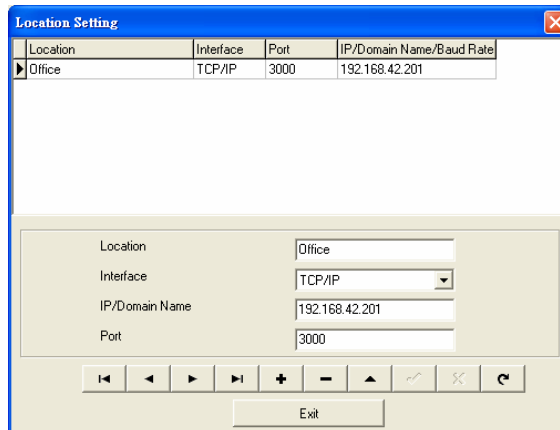 Location Setting
Location Interface Port IP/Domain Name/Baud Rate
Office TCP/IP 3000 192.168.42.201
Location Office
Interface TCP/IP
IP/Domain Name 192.168.42.201
Port 3000
Exit